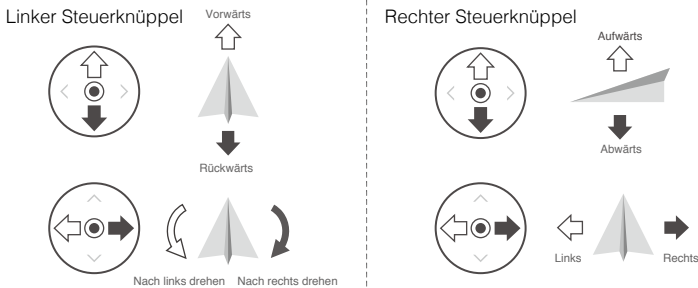 Linker Steuerknüppel
Vorwärts
Rückwärts
Nach links drehen
Nach rechts drehen
Rechter Steuerknüppel
Aufwärts
Abwärts
Links
Rechts